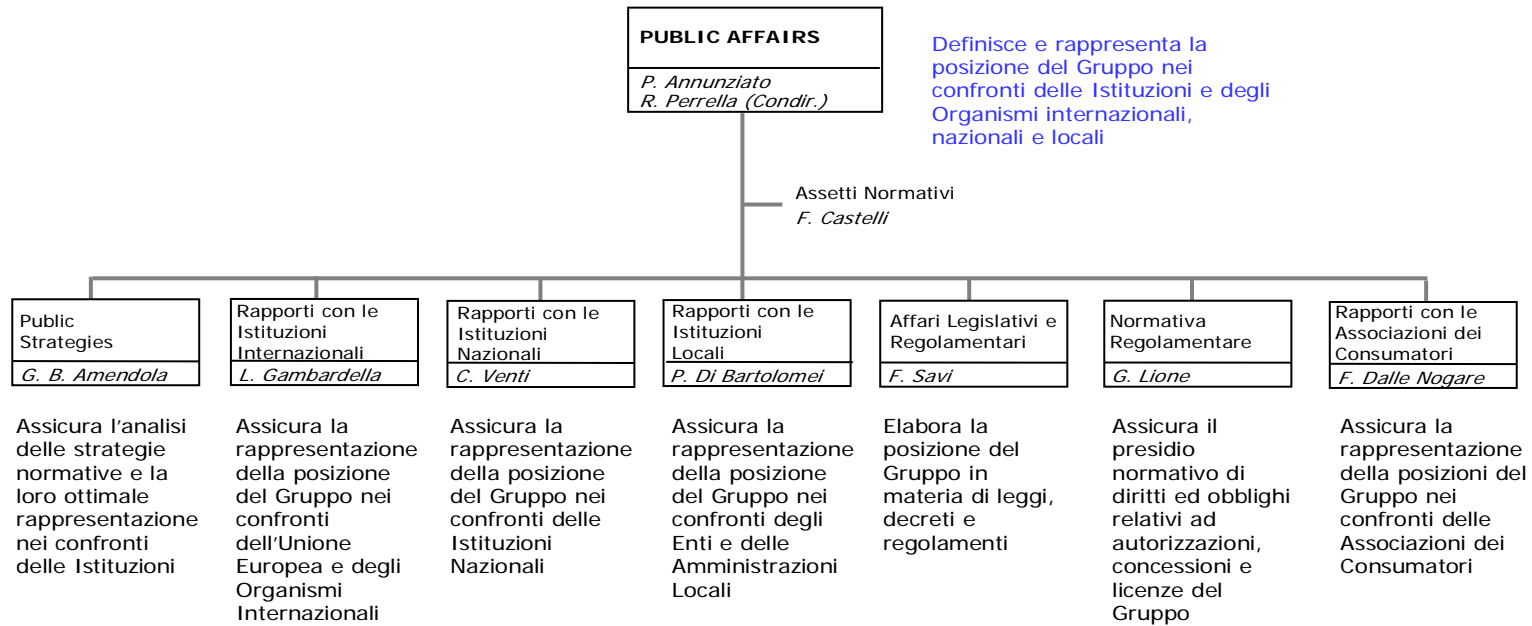 PUBLIC AFFAIRS
P. Annunziato
R. Perrella (Condir.)
Definisce e rappresenta la
posizione del Gruppo nei
confronti delle Istituzioni e degli
Organismi internazionali,
nazionali e locali
Assetti Normativi
F. Castelli
Public
Strategies
G. B. Amendola
Rapporti con le
Istituzioni
Internazionali
L. Gambardella
Rapporti con le
Istituzioni
Nazionali
C. Venti
Rapporti con le
Istituzioni
Locali
P. Di Bartolomei
Affari Legislativi e
Regolamentari
F. Savi
Normativa
Regolamentare
G. Lione
Rapporti con le
Associazioni dei
Consumatori
F. Dalle Nogare
Assicura l'analisi
delle strategie
normative e la
loro ottimale
rappresentazione
nei confronti
delle Istituzioni
Assicura la
rappresentazione
della posizione
del Gruppo nei
confronti
dell'Unione
Europea e degli
Organismi
Internazionali
Assicura la
rappresentazione
della posizione
del Gruppo nei
confronti delle
Istituzioni
Nazionali
Assicura la
rappresentazione
della posizione
del Gruppo nei
confronti degli
Enti e delle
Amministrazioni
Locali
Elabora la
posizione del
Gruppo in
materia di leggi,
decreti e
regolamenti
Assicura il
presidio
normativo di
diritti ed obblighi
relativi ad
autorizzazioni,
concessioni e
licenze del
Gruppo
Assicura la
rappresentazione
della posizioni del
Gruppo nei
confronti delle
Associazioni dei
Consumatori